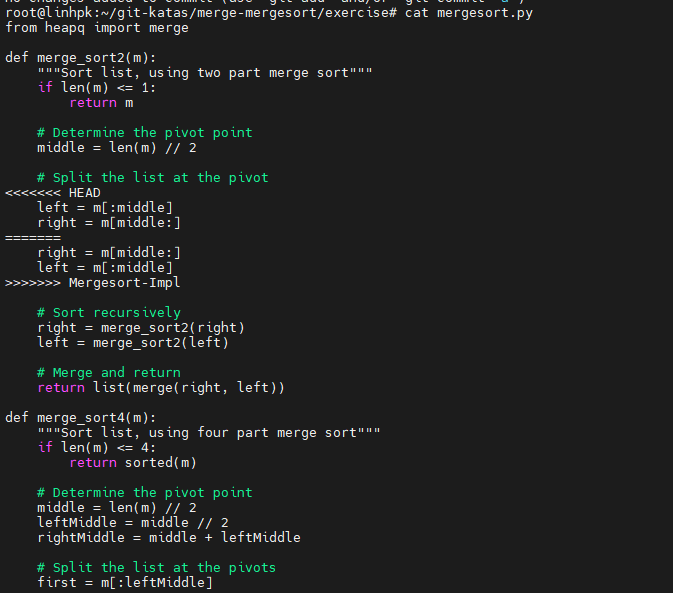 root@linhpk:~/git-katas/merge-mergesort/exercise# cat mergesort.py
from heapq import merge

def merge_sort2(m):
    """Sort list, using two part merge sort"""
    if len(m) <= 1:
        return m

    # Determine the pivot point
    middle = len(m) // 2

    # Split the list at the pivot
<<<<<<< HEAD
    left = m[:middle]
    right = m[middle:]
=======
    right = m[middle:]
    left = m[:middle]
>>>>>>> Mergesort-Impl

    # Sort recursively
    right = merge_sort2(right)
    left = merge_sort2(left)

    # Merge and return
    return list(merge(right, left))

def merge_sort4(m):
    """Sort list, using four part merge sort"""
    if len(m) <= 4:
        return sorted(m)

    # Determine the pivot point
    middle = len(m) // 2
    leftMiddle = middle // 2
    rightMiddle = middle + leftMiddle

    # Split the list at the pivots
    first = m[:leftMiddle]